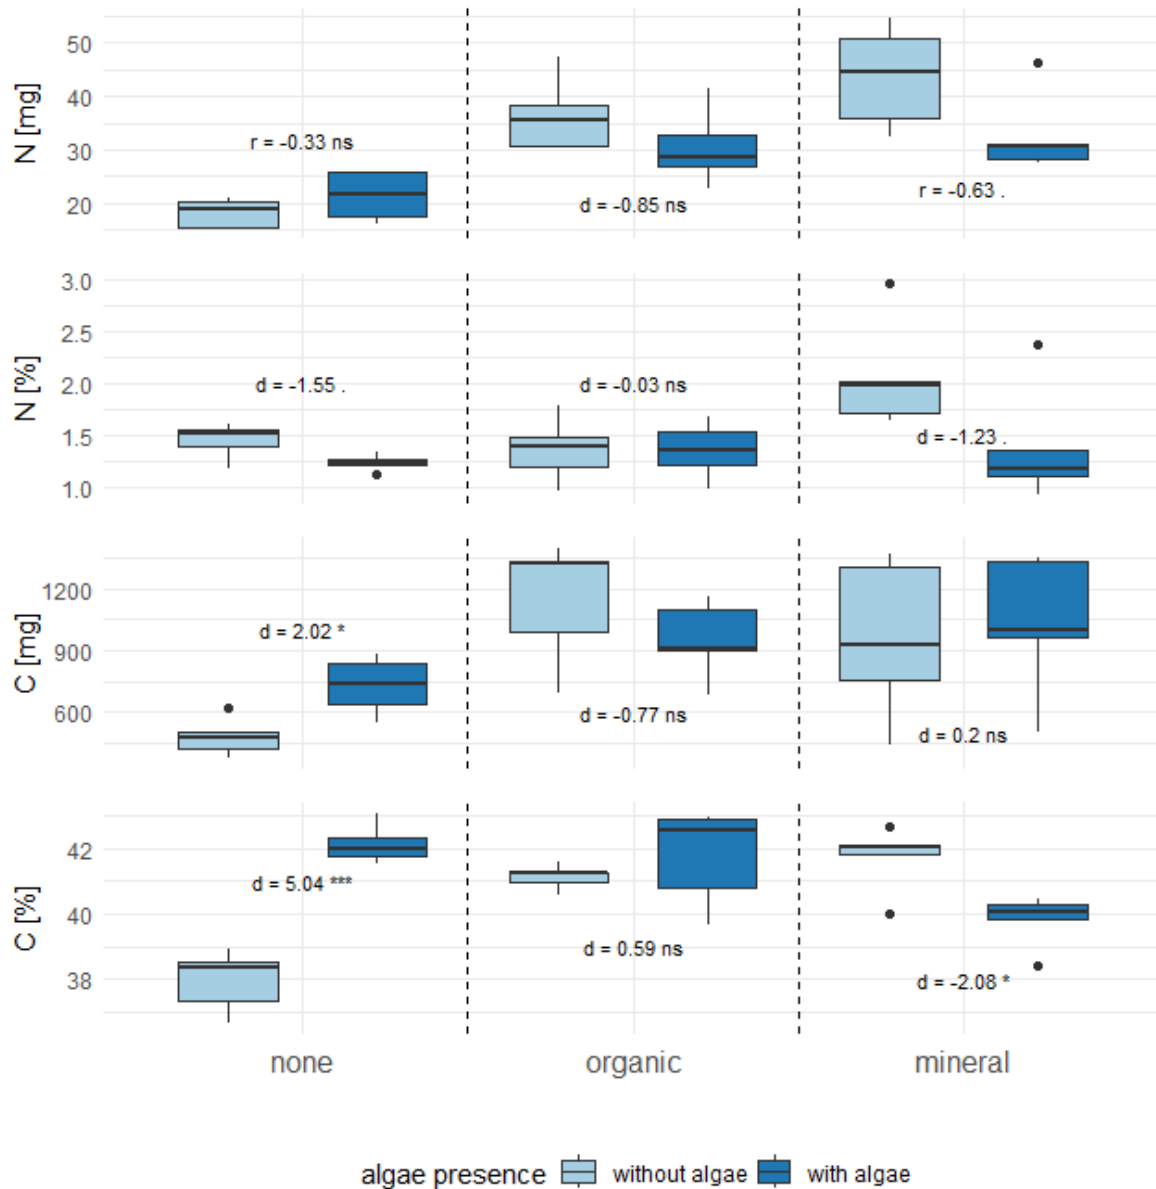 N [mg]
50
40
30
20
r = -0.33 ns
d = -0.85 ns
r = -0.63 .
N [%]
3.0
2.5
2.0
1.5
1.0
d = -1.55 .
d = -0.03 ns
d = -1.23 .
C [mg]
1200
900
600
d = 2.02 *
d = -0.77 ns
d = 0.2 ns
C [%]
42
40
38
d = 5.04 ***
d = 0.59 ns
d = -2.08 *
none organic mineral
algae presence without algae with algae